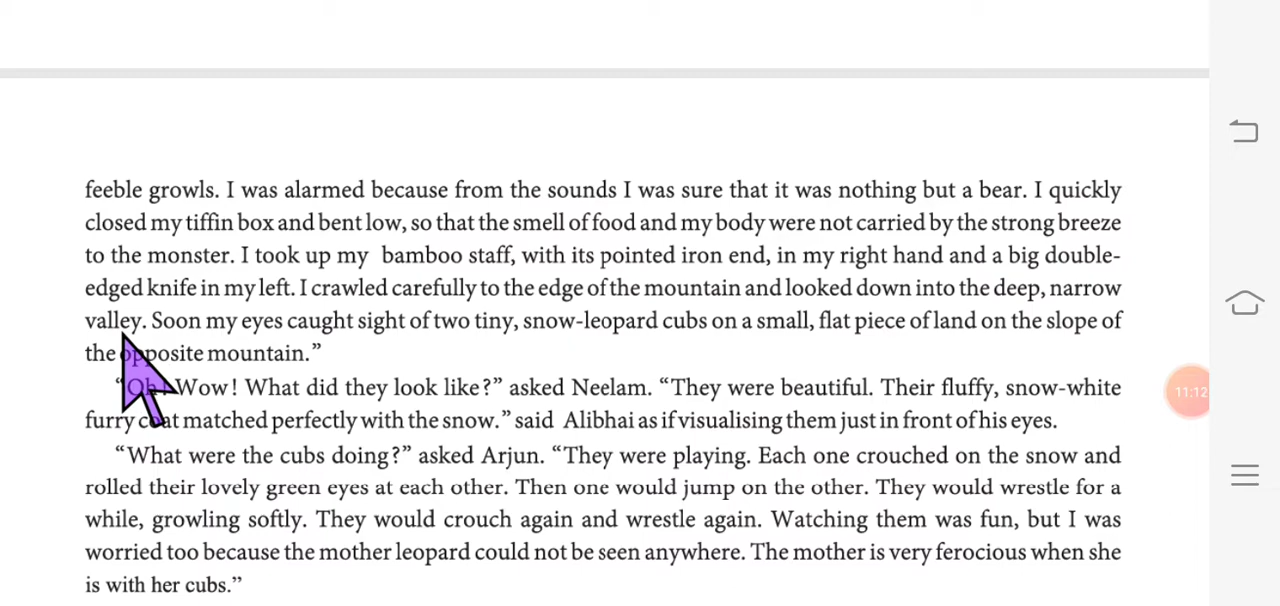 feeble growls. I was alarmed because from the sounds I was sure that it was nothing but a bear. I quickly
closed my tiffin box and bent low, so that the smell of food and my body were not carried by the strong breeze
to the monster. I took up my bamboo staff, with its pointed iron end, in my right hand and a big double-
edged knife in my left. I crawled carefully to the edge of the mountain and looked down into the deep, narrow
valley. Soon my eyes caught sight of two tiny, snow-leopard cubs on a small, flat piece of land on the slope of
the opposite mountain.”
“Oh! Wow! What did they look like?” asked Neelam. “They were beautiful. Their fluffy, snow-white
furry coat matched perfectly with the snow.” said Alibhai as if visualising them just in front of his eyes.
“What were the cubs doing?” asked Arjun. “They were playing. Each one crouched on the snow and
rolled their lovely green eyes at each other. Then one would jump on the other. They would wrestle for a
while, growling softly. They would crouch again and wrestle again. Watching them was fun, but I was
worried too because the mother leopard could not be seen anywhere. The mother is very ferocious when she
is with her cubs.”
11:12